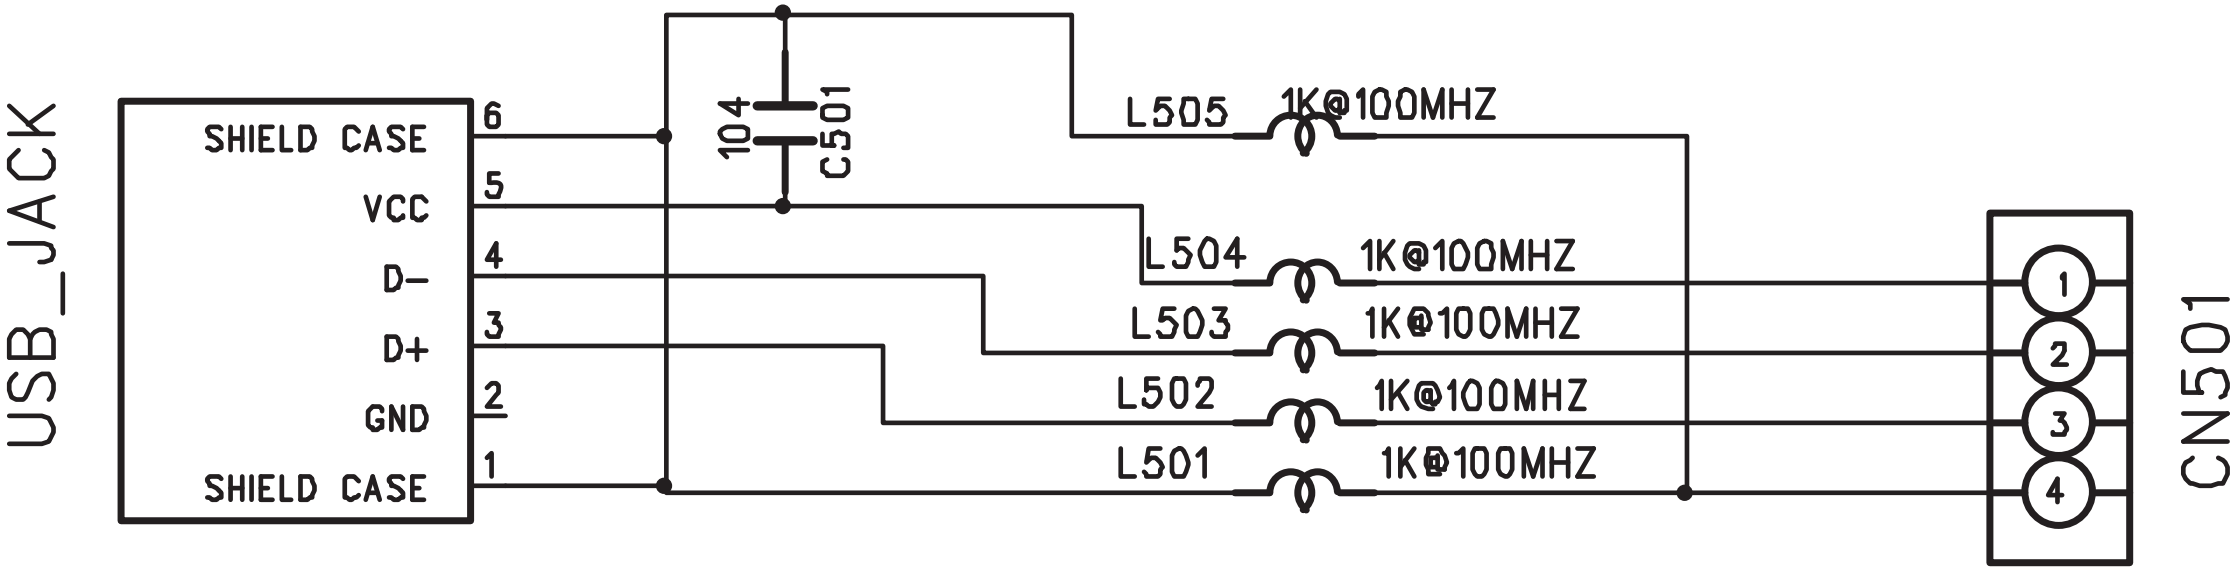 USB_JACK
SHIELD CASE 6
VCC 5
D- 4
D+ 3
GND 2
SHIELD CASE 1
104
C501
L505 1K@100MHZ
L504 1K@100MHZ
L503 1K@100MHZ
L502 1K@100MHZ
L501 1K@100MHZ
1
2
3
4
CN501